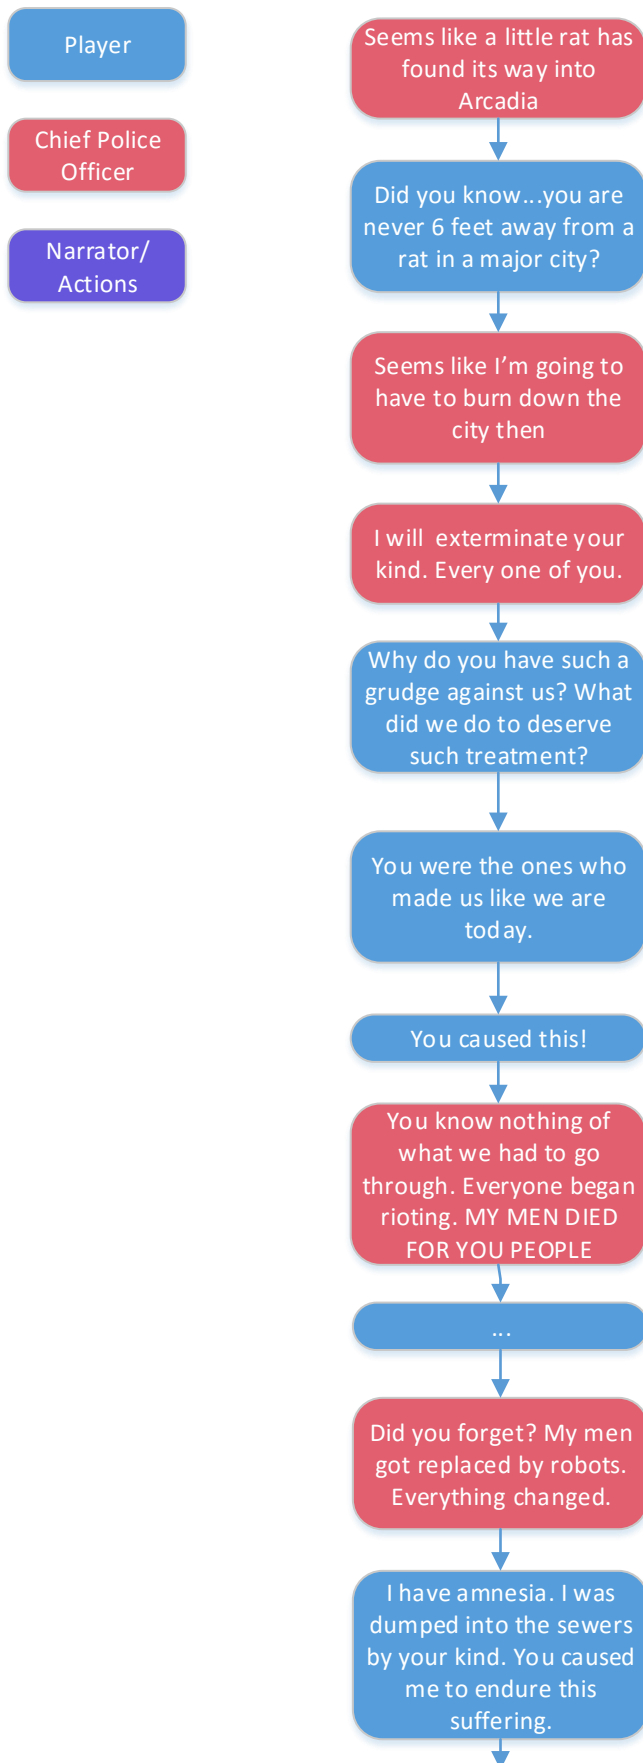 Player
Chief Police
Officer
Narrator/
Actions
Seems like a little rat has
found its way into
Arcadia
Did you know...you are
never 6 feet away from a
rat in a major city?
Seems like I’m going to
have to burn down the
city then
I will exterminate your
kind. Every one of you.
Why do you have such a
grudge against us? What
did we do to deserve
such treatment?
You were the ones who
made us like we are
today.
You caused this!
You know nothing of
what we had to go
through. Everyone began
rioting. MY MEN DIED
FOR YOU PEOPLE
...
Did you forget? My men
got replaced by robots.
Everything changed.
I have amnesia. I was
dumped into the sewers
by your kind. You caused
me to endure this
suffering.